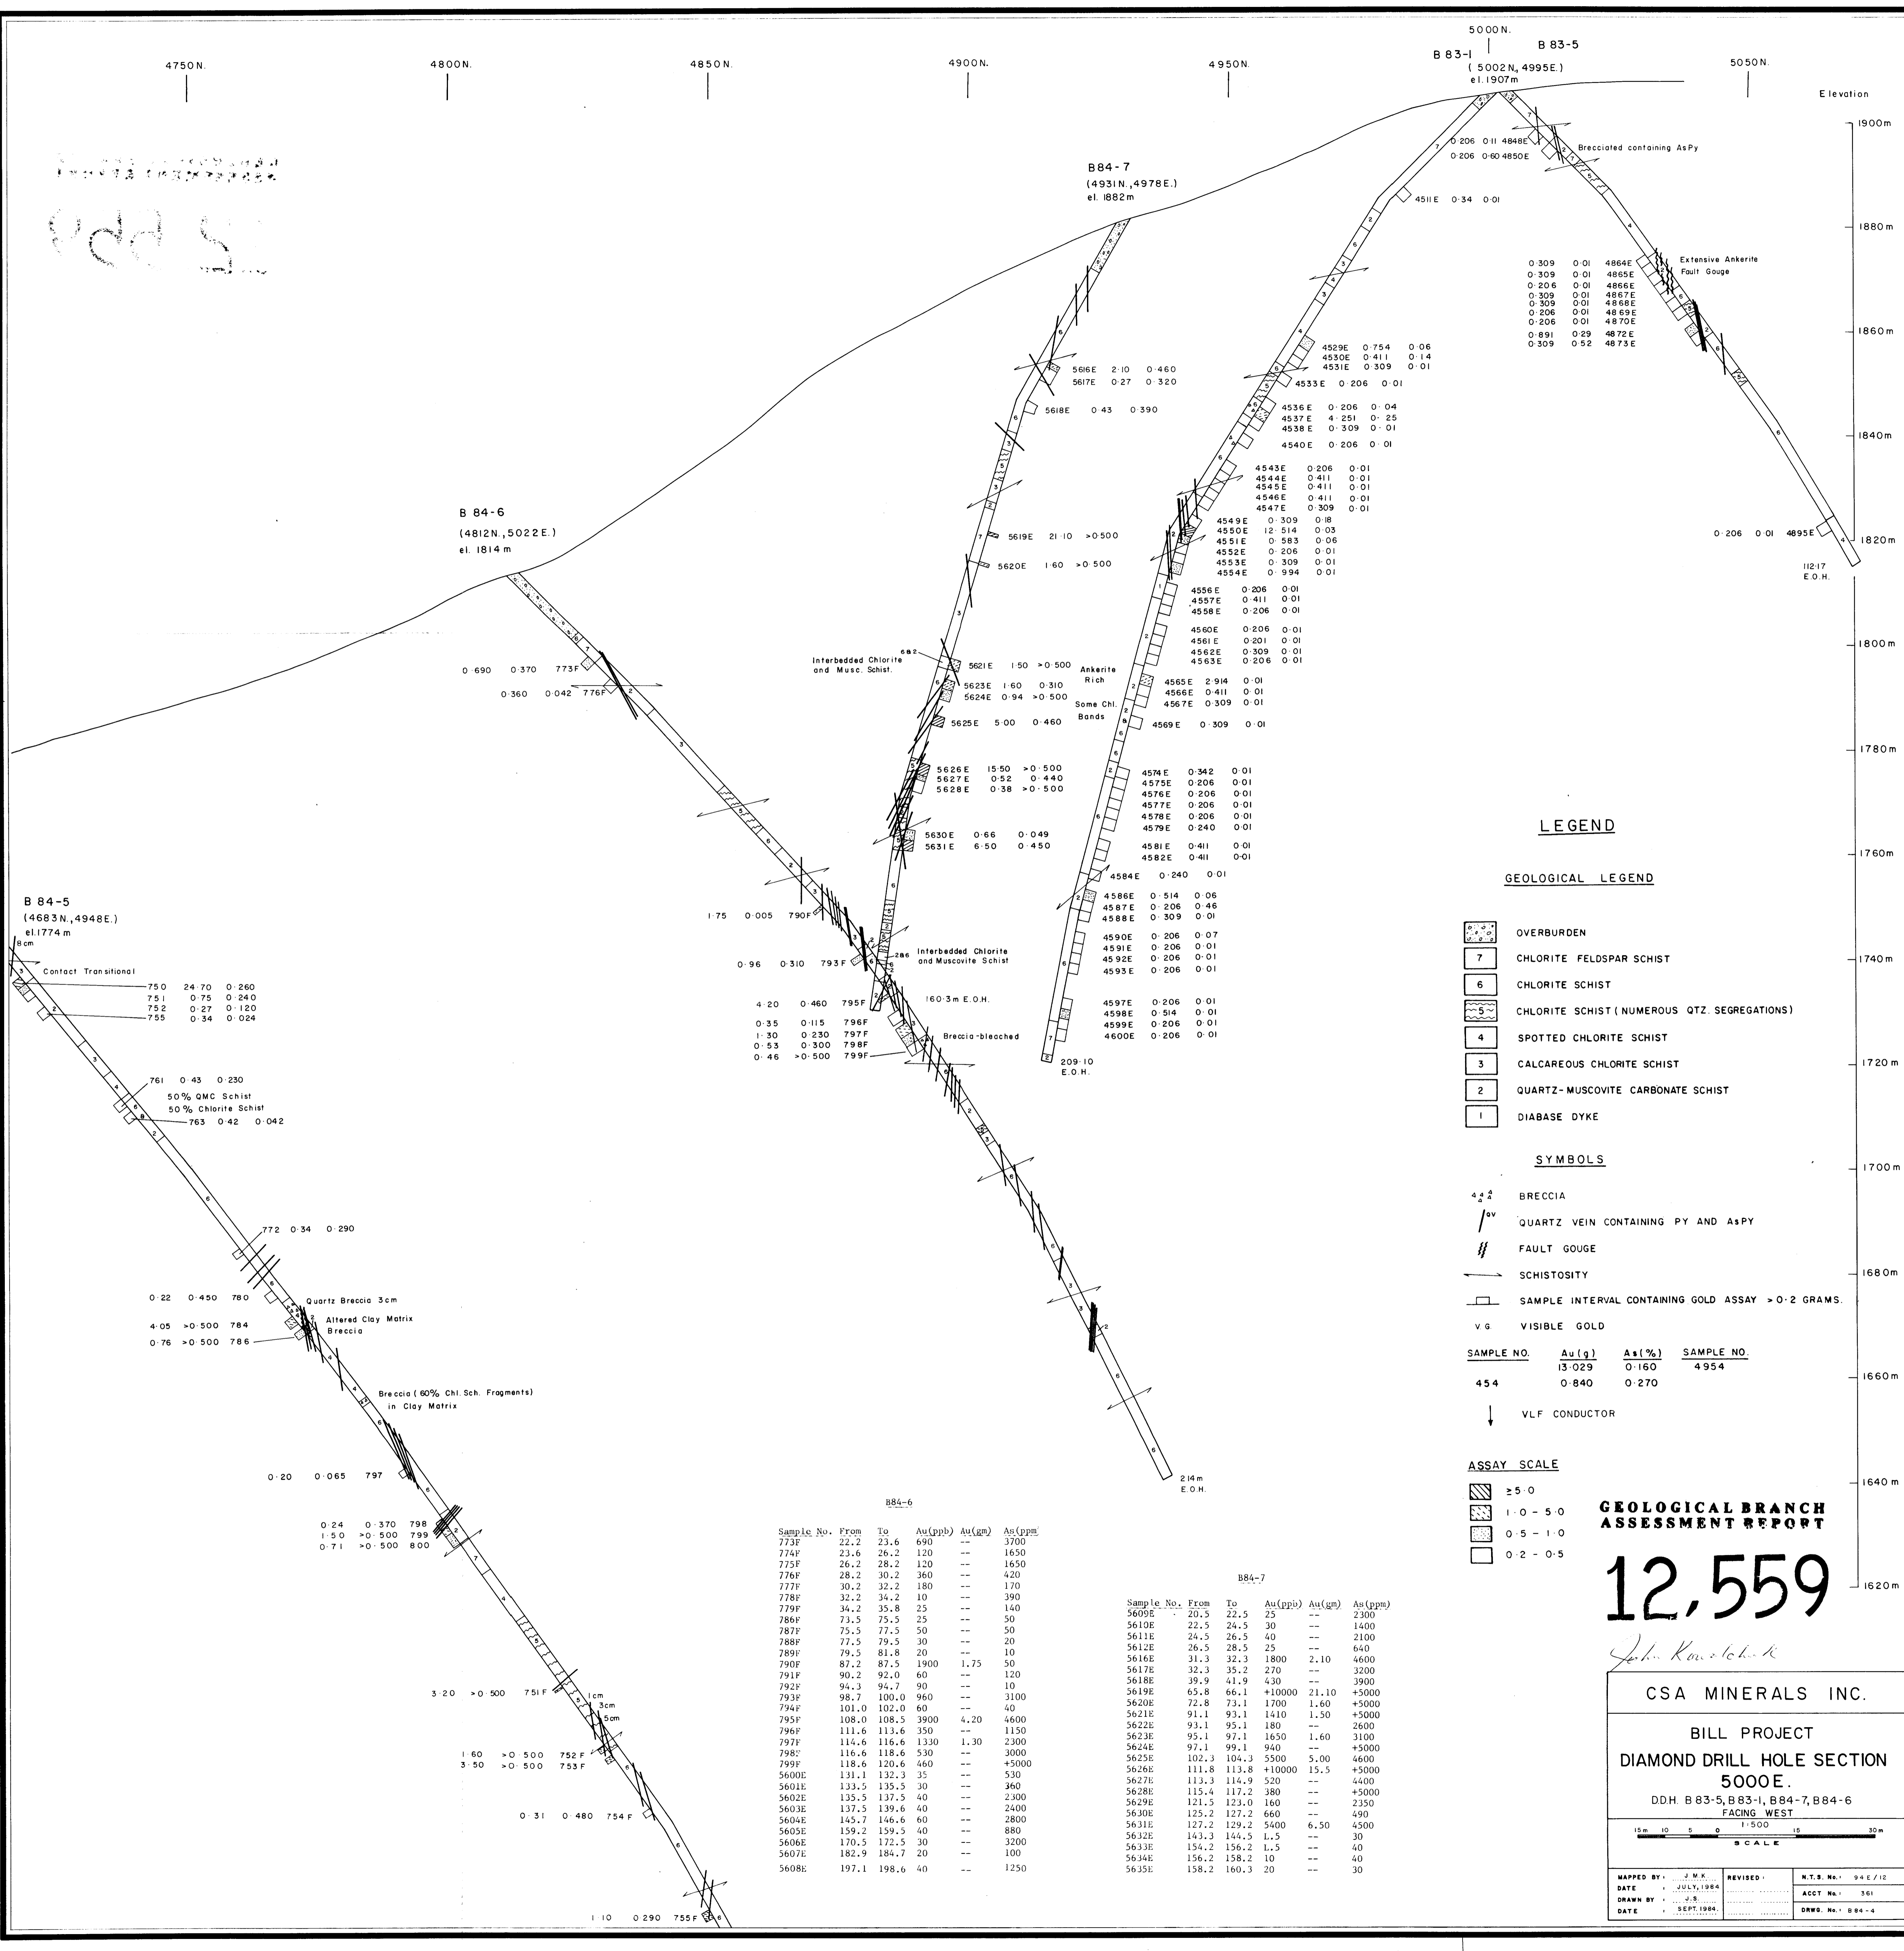 5000N.
B 83-1
B 83-5
4750N.
4800N.
4850N.
4900N.
4950N.
( 5002N., 4995E.)
5050N.
el. 1907m
Elevation
1900m
1880m
1860m
1840m
1820m
1800m
1780m
1760m
1740m
1720m
1700m
1680m
1660m
1640m
1620m
0·206 0·11 4848E
0·206 0·60 4850E
Brecciated containing AsPy
4511E 0·34 0·01
0·309 0·01 4864E
0·309 0·01 4865E
0·206 0·01 4866E
0·309 0·01 4867E
0·309 0·01 4868E
0·206 0·01 4869E
0·206 0·01 4870E
0·891 0·29 4872E
0·309 0·52 4873E
Extensive Ankerite
Fault Gouge
0·206 0·01 4895E
112·17
E.O.H.
4529E 0·754 0·06
4530E 0·411 0·14
4531E 0·309 0·01
4533E 0·206 0·01
4536E 0·206 0·04
4537E 4·251 0·25
4538E 0·309 0·01
4540E 0·206 0·01
4543E 0·206 0·01
4544E 0·411 0·01
4545E 0·411 0·01
4546E 0·411 0·01
4547E 0·309 0·01
4549E 0·309 0·18
4550E 12·514 0·03
4551E 0·583 0·06
4552E 0·206 0·01
4553E 0·309 0·01
4554E 0·994 0·01
4556E 0·206 0·01
4557E 0·411 0·01
4558E 0·206 0·01
4560E 0·206 0·01
4561E 0·201 0·01
4562E 0·309 0·01
4563E 0·206 0·01
4565E 2·914 0·01
4566E 0·411 0·01
4567E 0·309 0·01
4569E 0·309 0·01
Ankerite
Rich
Some Chl.
Bands
4574E 0·342 0·01
4575E 0·206 0·01
4576E 0·206 0·01
4577E 0·206 0·01
4578E 0·206 0·01
4579E 0·240 0·01
4581E 0·411 0·01
4582E 0·411 0·01
4584E 0·240 0·01
4586E 0·514 0·06
4587E 0·206 0·46
4588E 0·309 0·01
4590E 0·206 0·07
4591E 0·206 0·01
4592E 0·206 0·01
4593E 0·206 0·01
4597E 0·206 0·01
4598E 0·514 0·01
4599E 0·206 0·01
4600E 0·206 0·01
209·10
E.O.H.
B84-7
(4931N.,4978E.)
el. 1882m
5616E 2·10 0·460
5617E 0·27 0·320
5618E 0·43 0·390
5619E 21·10 >0·500
5620E 1·60 >0·500
6&2
Interbedded Chlorite
and Musc. Schist.
5621E 1·50 >0·500
5623E 1·60 0·310
5624E 0·94 >0·500
5625E 5·00 0·460
5626E 15·50 >0·500
5627E 0·52 0·440
5628E 0·38 >0·500
5630E 0·66 0·049
5631E 6·50 0·450
2&6 Interbedded Chlorite
and Muscovite Schist
160·3m E.O.H.
B 84-6
(4812N.,5022E.)
el. 1814m
0·690 0·370 773F
0·360 0·042 776F
1·75 0·005 790F
0·96 0·310 793F
4·20 0·460 795F
0·35 0·115 796F
1·30 0·230 797F
0·53 0·300 798F
0·46 >0·500 799F
Breccia-bleached
214m
E.O.H.
B 84-5
(4683N.,4948E.)
el.1774m
8cm
Contact Transitional
750 24·70 0·260
751 0·75 0·240
752 0·27 0·120
755 0·34 0·024
761 0·43 0·230
50% QMC Schist
50% Chlorite Schist
763 0·42 0·042
772 0·34 0·290
0·22 0·450 780
Quartz Breccia 3cm
4·05 >0·500 784
Altered Clay Matrix
Breccia
0·76 >0·500 786
Breccia (60% Chl. Sch. Fragments)
in Clay Matrix
0·20 0·065 797
0·24 0·370 798
1·50 >0·500 799
0·71 >0·500 800
3·20 >0·500 751F
1cm
3cm
5cm
1·60 >0·500 752F
3·50 >0·500 753F
0·31 0·480 754F
1·10 0·290 755F
B84-6
Sample No. From To Au(ppb) Au(gm) As(ppm
773F 22.2 23.6 690 -- 3700
774F 23.6 26.2 120 -- 1650
775F 26.2 28.2 120 -- 1650
776F 28.2 30.2 360 -- 420
777F 30.2 32.2 180 -- 170
778F 32.2 34.2 10 -- 390
779F 34.2 35.8 25 -- 140
786F 73.5 75.5 25 -- 50
787F 75.5 77.5 50 -- 50
788F 77.5 79.5 30 -- 20
789F 79.5 81.8 20 -- 10
790F 87.2 87.5 1900 1.75 50
791F 90.2 92.0 60 -- 120
792F 94.3 94.7 90 -- 10
793F 98.7 100.0 960 -- 3100
794F 101.0 102.0 60 -- 40
795F 108.0 108.5 3900 4.20 4600
796F 111.6 113.6 350 -- 1150
797F 114.6 116.6 1330 1.30 2300
798F 116.6 118.6 530 -- 3000
799F 118.6 120.6 460 -- +5000
5600E 131.1 132.3 35 -- 530
5601E 133.5 135.5 30 -- 360
5602E 135.5 137.5 40 -- 2300
5603E 137.5 139.6 40 -- 2400
5604E 145.7 146.6 60 -- 2800
5605E 159.2 159.5 40 -- 880
5606E 170.5 172.5 30 -- 3200
5607E 182.9 184.7 20 -- 100
5608E 197.1 198.6 40 -- 1250
B84-7
Sample No. From To Au(ppb) Au(gm) As(ppm)
5609E 20.5 22.5 25 -- 2300
5610E 22.5 24.5 30 -- 1400
5611E 24.5 26.5 40 -- 2100
5612E 26.5 28.5 25 -- 640
5616E 31.3 32.3 1800 2.10 4600
5617E 32.3 35.2 270 -- 3200
5618E 39.9 41.9 430 -- 3900
5619E 65.8 66.1 +10000 21.10 +5000
5620E 72.8 73.1 1700 1.60 +5000
5621E 91.1 93.1 1410 1.50 +5000
5622E 93.1 95.1 180 -- 2600
5623E 95.1 97.1 1650 1.60 3100
5624E 97.1 99.1 940 -- +5000
5625E 102.3 104.3 5500 5.00 4600
5626E 111.8 113.8 +10000 15.5 +5000
5627E 113.3 114.9 520 -- 4400
5628E 115.4 117.2 380 -- +5000
5629E 121.5 123.0 160 -- 2350
5630E 125.2 127.2 660 -- 490
5631E 127.2 129.2 5400 6.50 4500
5632E 143.3 144.5 L.5 -- 30
5633E 154.2 156.2 L.5 -- 40
5634E 156.2 158.2 10 -- 40
5635E 158.2 160.3 20 -- 30
LEGEND
GEOLOGICAL LEGEND
OVERBURDEN
7 CHLORITE FELDSPAR SCHIST
6 CHLORITE SCHIST
5 CHLORITE SCHIST ( NUMEROUS QTZ. SEGREGATIONS)
4 SPOTTED CHLORITE SCHIST
3 CALCAREOUS CHLORITE SCHIST
2 QUARTZ-MUSCOVITE CARBONATE SCHIST
1 DIABASE DYKE
SYMBOLS
BRECCIA
QV QUARTZ VEIN CONTAINING PY AND AsPY
FAULT GOUGE
SCHISTOSITY
SAMPLE INTERVAL CONTAINING GOLD ASSAY >0·2 GRAMS.
V.G. VISIBLE GOLD
SAMPLE NO. Au(g) As(%) SAMPLE NO.
13·029 0·160 4954
454 0·840 0·270
VLF CONDUCTOR
ASSAY SCALE
≥5·0
1·0 - 5·0
0·5 - 1·0
0·2 - 0·5
GEOLOGICAL BRANCH
ASSESSMENT REPORT
12,559
CSA MINERALS INC.
BILL PROJECT
DIAMOND DRILL HOLE SECTION
5000E.
D.D.H. B83-5, B83-1, B84-7, B84-6
FACING WEST
1:500
15m 10 5 0 15 30m
SCALE
MAPPED BY: J.M.K. REVISED: N.T.S. No.: 94E/12
DATE : JULY, 1984
ACCT No.: 361
DRAWN BY : J.S.
DATE : SEPT. 1984. DRWG. No.: B84-4